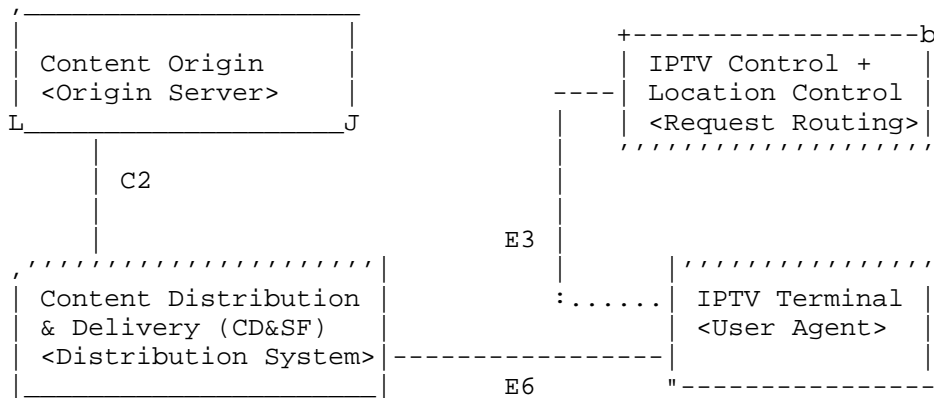 Content Origin
<Origin Server>
IPTV Control +
Location Control
<Request Routing>
C2
E3
Content Distribution
& Delivery (CD&SF)
<Distribution System>
IPTV Terminal
<User Agent>
E6